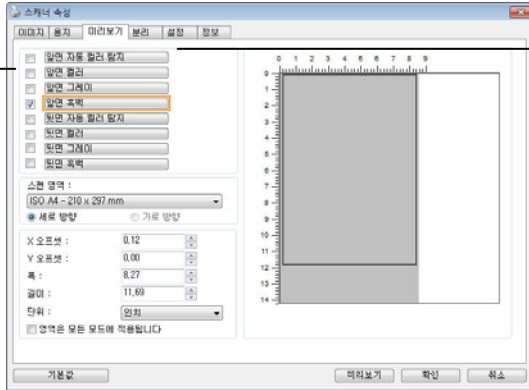 스캐너 속성
이미지 용지 미리보기 분리 설정 정보
앞면 자동 컬러 탐지
앞면 컬러
앞면 그레이
앞면 흑백
뒷면 자동 컬러 탐지
뒷면 컬러
뒷면 그레이
뒷면 흑백
스캔 영역 :
ISO A4 - 210 x 297 mm
세로 방향 가로 방향
X 오프셋 : 0,12
Y 오프셋 : 0,00
폭 : 8,27
길이 : 11,69
단위 : 인치
영역은 모든 모드에 적용됩니다
0 1 2 3 4 5 6 7 8 9
0
1
2
3
4
5
6
7
8
9
10
11
12
13
14
기본값 미리보기 확인 취소